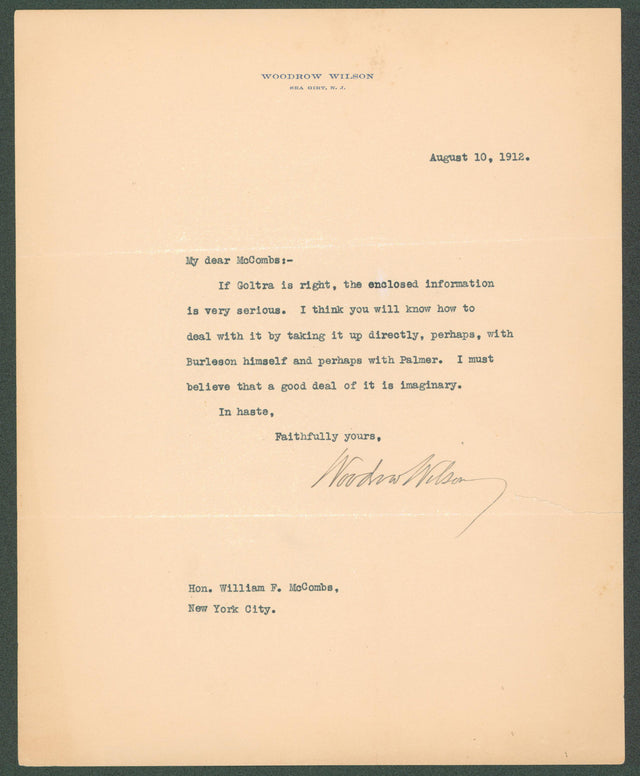 WOODROW WILSON
SEA GIRT, N. J.
August 10, 1912.
My dear McCombs:-
If Goltra is right, the enclosed information
is very serious. I think you will know how to
deal with it by taking it up directly, perhaps, with
Burleson himself and perhaps with Palmer. I must
believe that a good deal of it is imaginary.
In haste,
Faithfully yours,
Woodrow Wilson
Hon. William F. McCombs,
New York City.